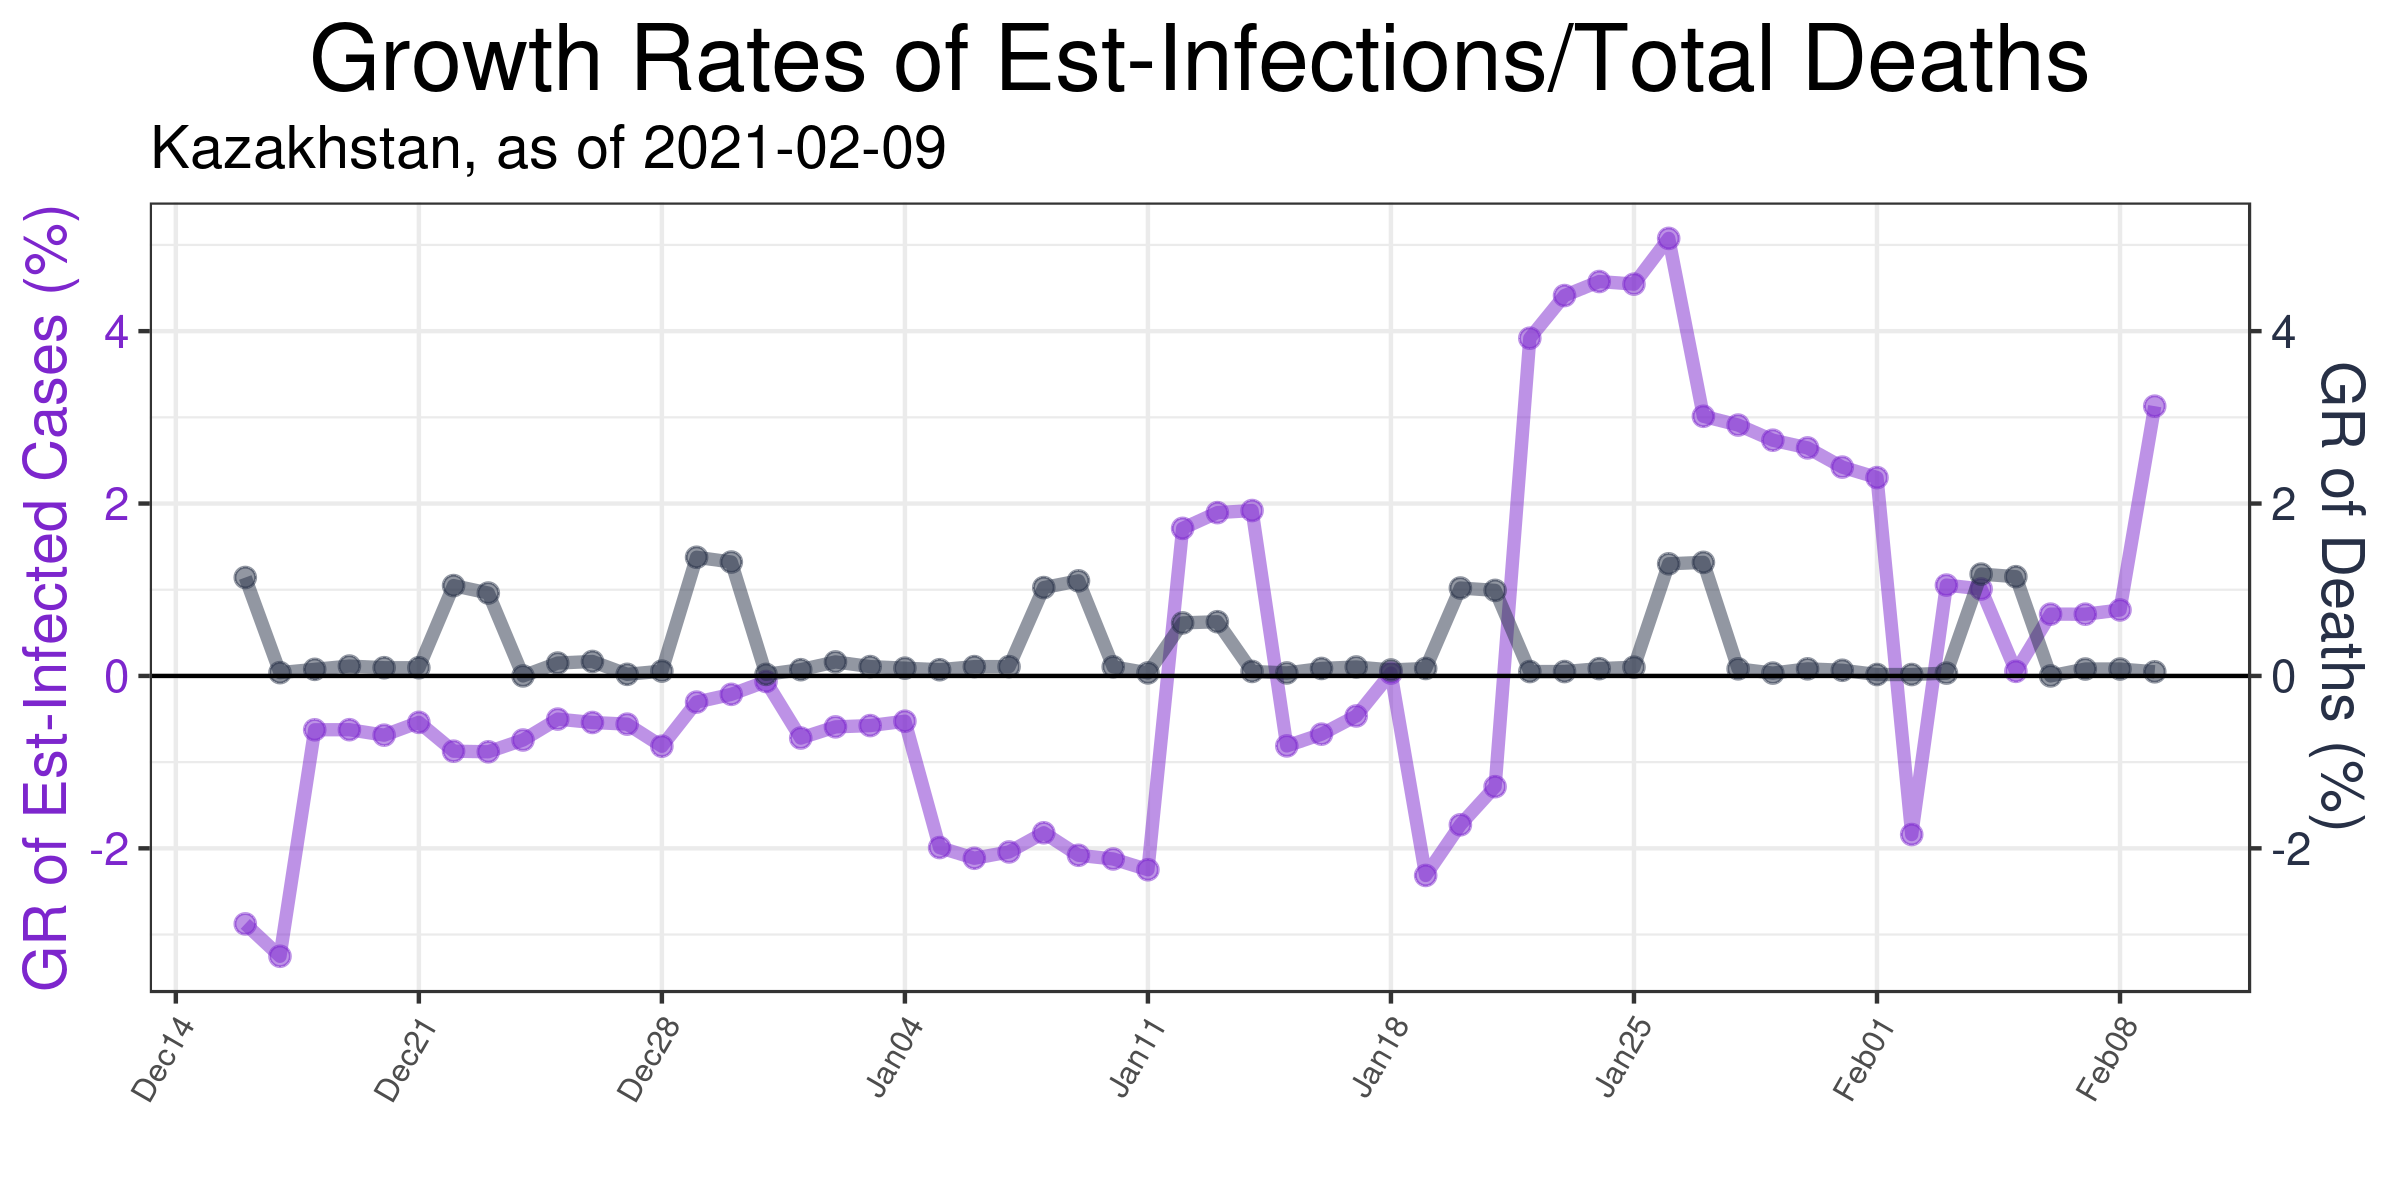 Growth Rates of Est-Infections/Total Deaths
Kazakhstan, as of 2021-02-09
GR of Est-Infected Cases (%)
4
2
0
-2
4
2
0
-2
GR of Deaths (%)
Dec14
Dec21
Dec28
Jan04
Jan11
Jan18
Jan25
Feb01
Feb08